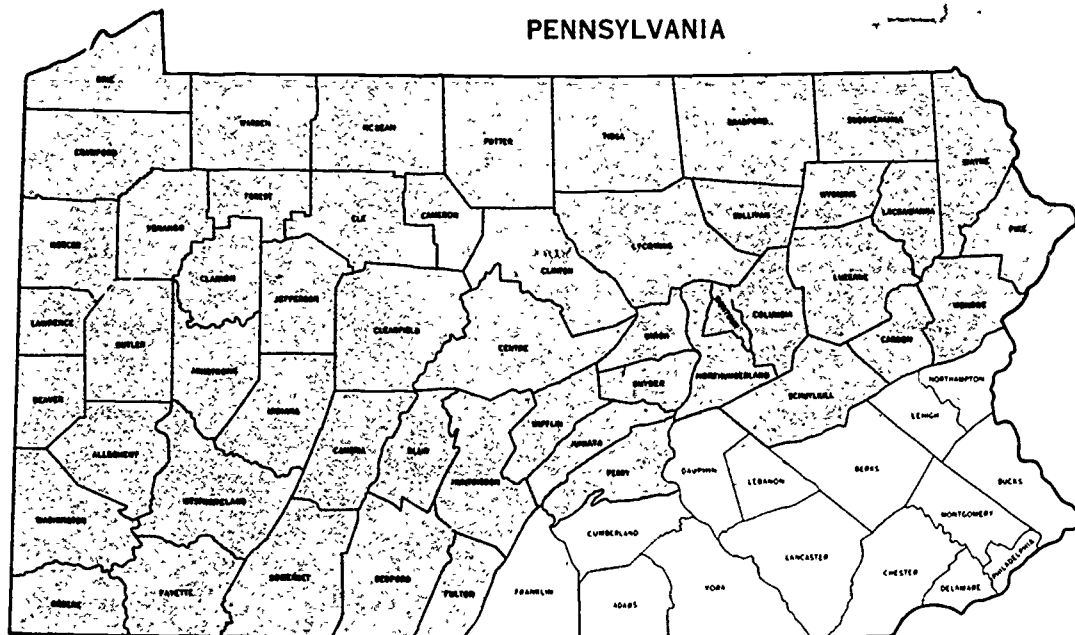 PENNSYLVANIA
ERIE
CRAWFORD
WARREN
MC KEAN
POTTER
TIOGA
BRADFORD
SUSQUEHANNA
WAYNE
FOREST
ELK
CAMERON
VENANGO
MERCER
CLARION
JEFFERSON
CLINTON
LYCOMING
SULLIVAN
WYOMING
LACKAWANNA
PIKE
LUZERNE
MONROE
LAWRENCE
BUTLER
CLEARFIELD
CENTRE
UNION
COLUMBIA
CARBON
ARMSTRONG
SNYDER
NORTHUMBERLAND
SCHUYLKILL
NORTHAMPTON
BEAVER
INDIANA
LEHIGH
MIFFLIN
JUNIATA
ALLEGHENY
CAMBRIA
BLAIR
HUNTINGDON
PERRY
DAUPHIN
LEBANON
BERKS
BUCKS
WASHINGTON
WESTMORELAND
CUMBERLAND
MONTGOMERY
LANCASTER
PHILADELPHIA
GREENE
FAYETTE
SOMERSET
BEDFORD
FULTON
FRANKLIN
ADAMS
YORK
CHESTER
DELAWARE